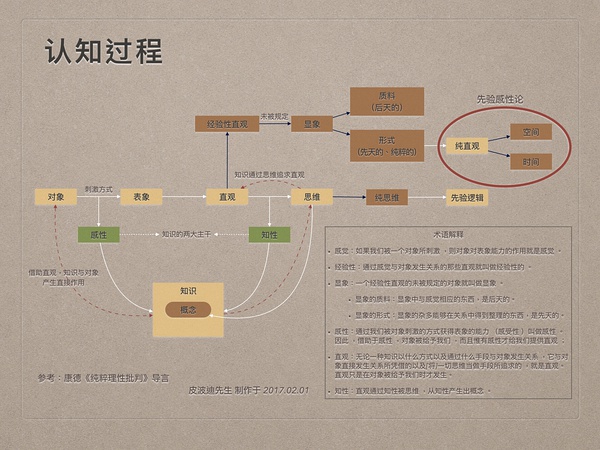 认知过程
先验感性论
质料
(后天的)
经验性直观
未被规定
显象
形式
(先天的、纯粹的)
纯直观
空间
时间
知识通过思维追求直观
对象
刺激方式
表象
直观
思维
纯思维
先验逻辑
感性
知识的两大主干
知性
借助直观,知识与对象
产生直接作用
知识
概念
术语解释
感觉:如果我们被一个对象所刺激,则对象对表象能力的作用就是感觉。
经验性:通过感觉与对象发生关系的那些直观就叫做经验性的。
显象:一个经验性直观的未被规定的对象就叫做显象。
显象的质料:显象中与感觉相应的东西,是后天的。
显象的形式:显象的杂多能够在关系中得到整理的东西,是先天的。
感性:通过我们被对象刺激的方式获得表象的能力(感受性)叫做感性。
因此,借助于感性,对象被给予我们,而且惟有感性才给我们提供直观;
直观:无论一种知识以什么方式以及通过什么手段与对象发生关系,它与对
象直接发生关系所凭借的以及(将)一切思维当做手段所追求的,就是直观。
直观只是在对象被给予我们时才发生。
知性:直观通过知性被思维,从知性产生出概念。
参考:康德《纯粹理性批判》导言
皮波迪先生 制作于 2017.02.01